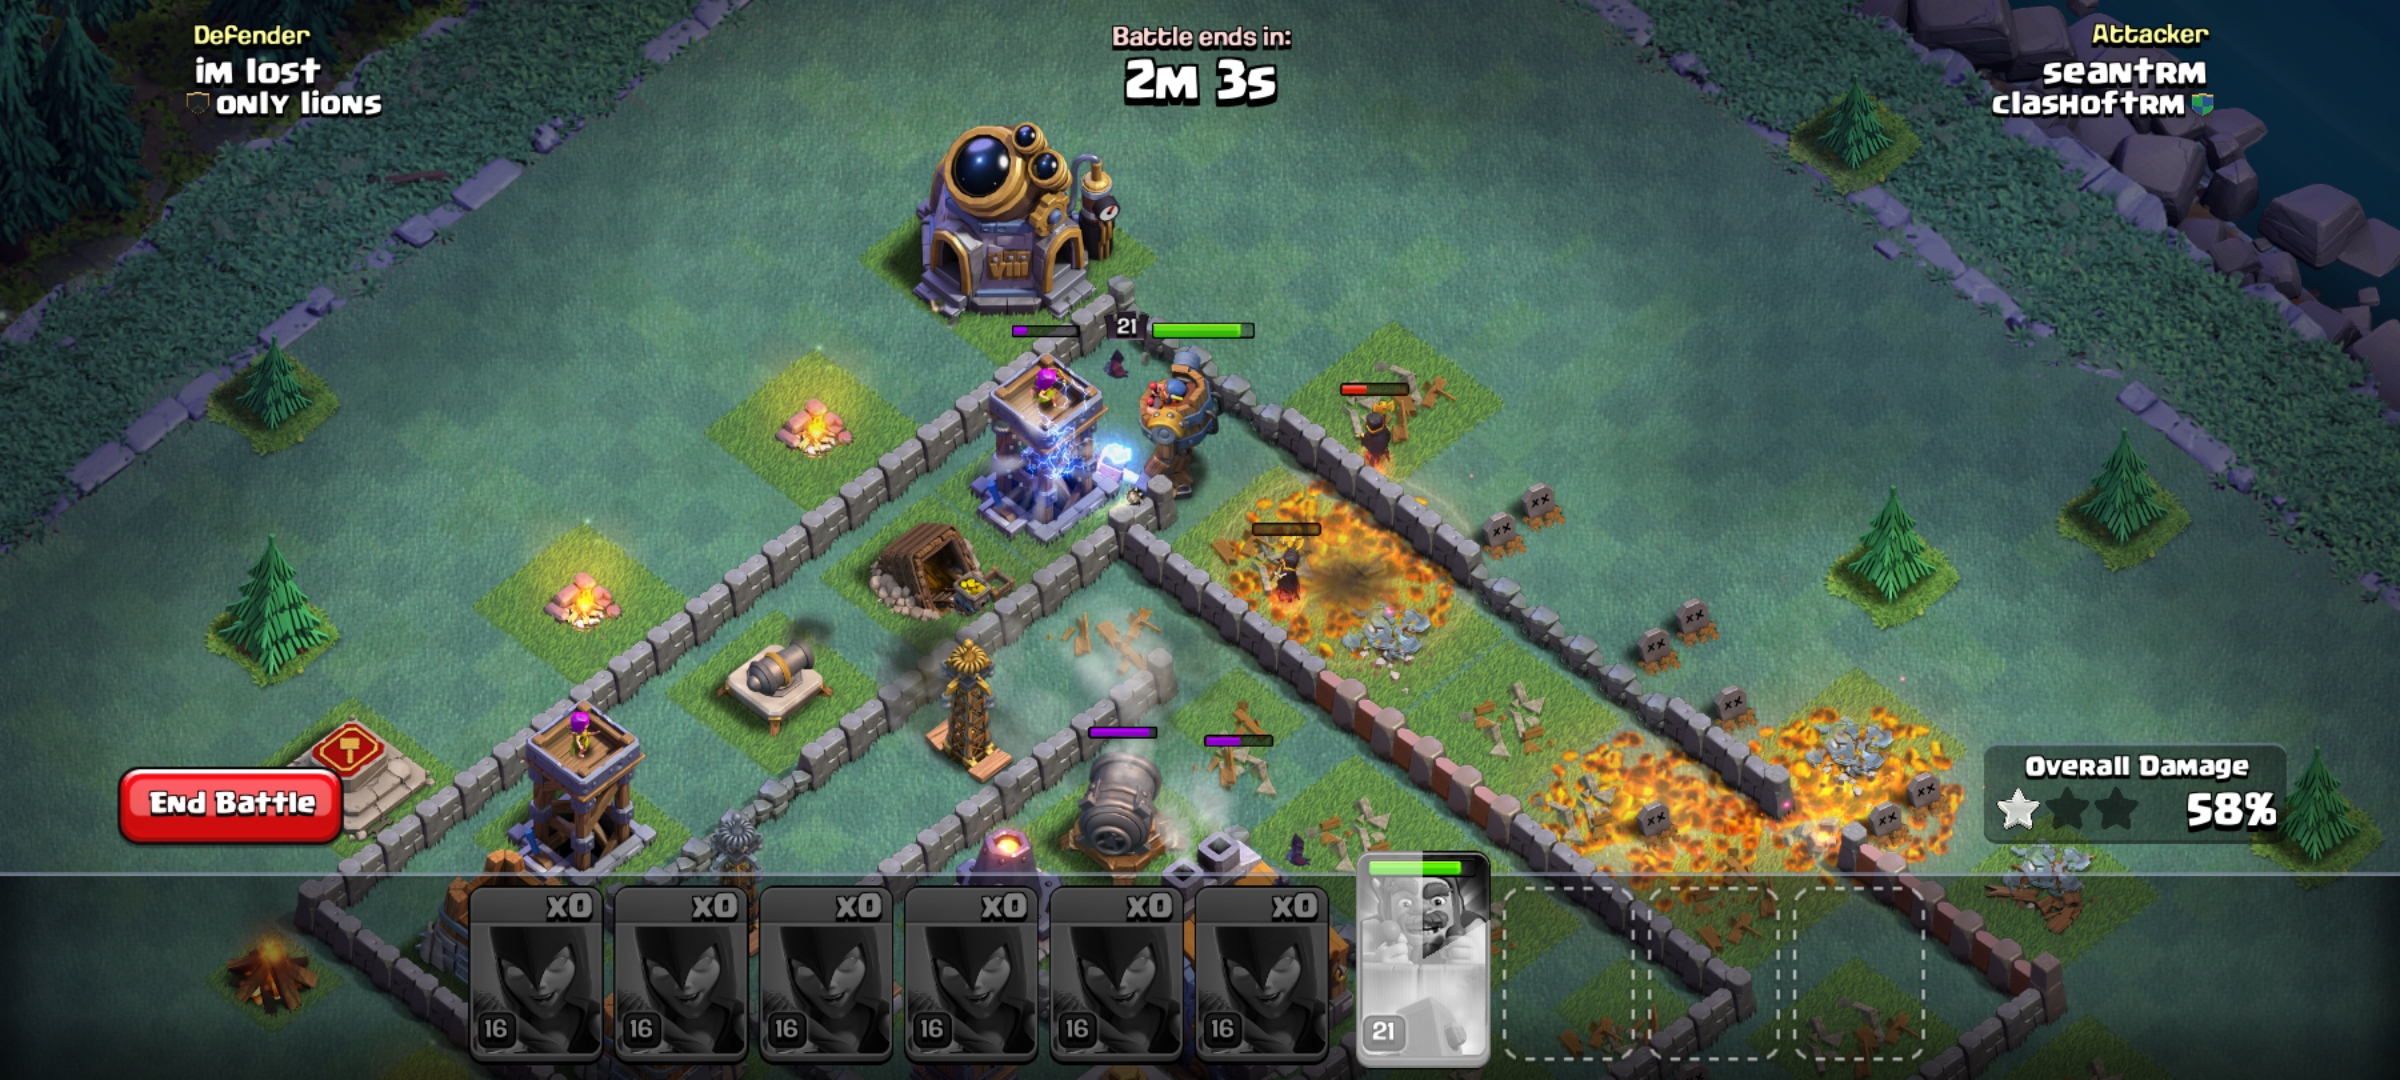 Defender
iM lost
only lions
Battle ends in:
2M 3s
Attacker
seantRM
clashoftRM
VIII
21
End Battle
Overall Damage
58%
x0
x0
x0
x0
x0
x0
16
16
16
16
16
16
21